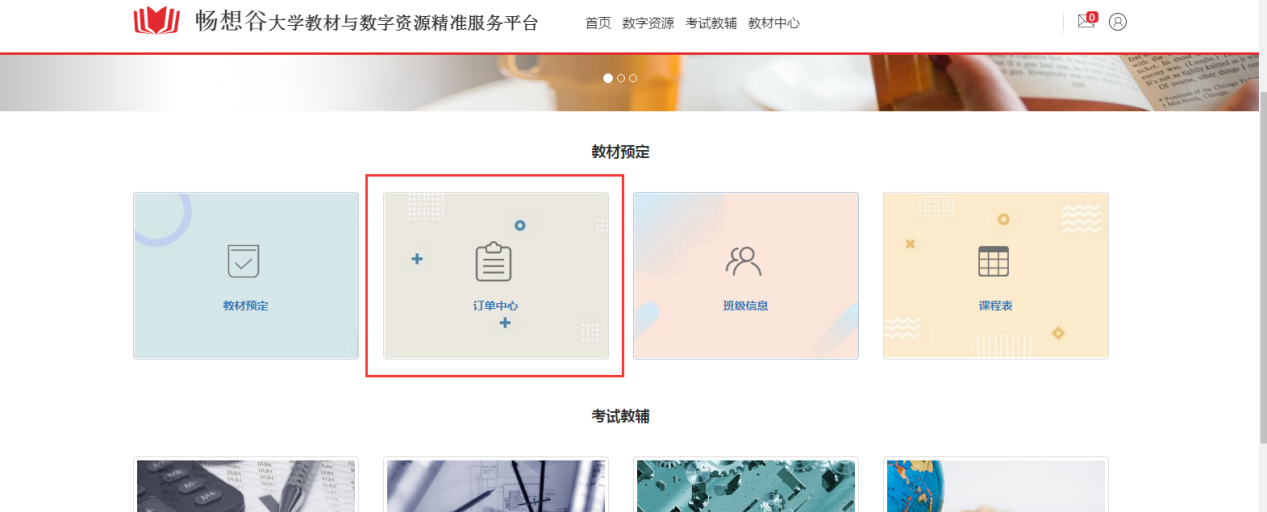 畅想谷大学教材与数字资源精准服务平台
首页 数字资源 考试教辅 教材中心
0
教材预定
教材预定
订单中心
班级信息
课程表
考试教辅